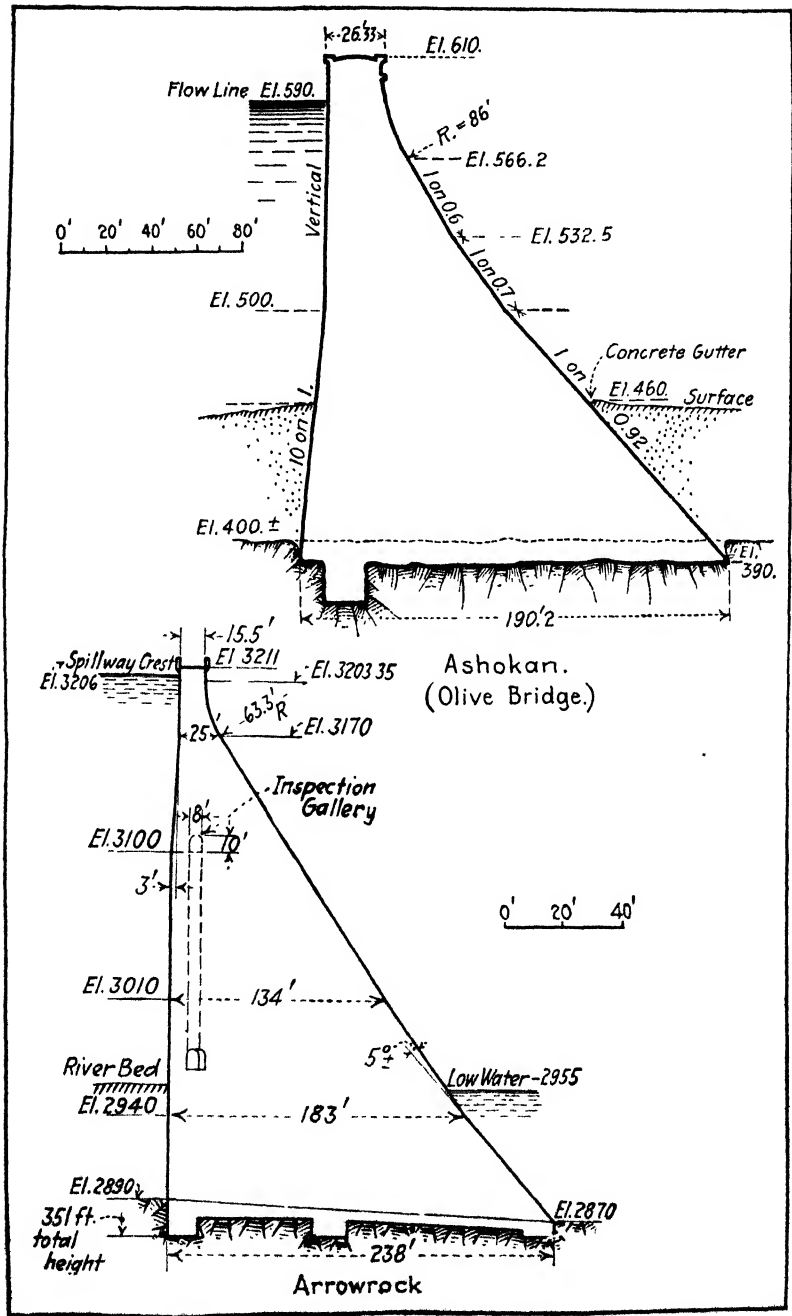 26.33'
El. 610.
Flow Line El. 590.
R. = 86'
El. 566.2
Vertical
1 on 0.6
0' 20' 40' 60' 80'
El. 532.5
1 on 0.7
El. 500.
Concrete Gutter
1 on 0.92
El. 460. Surface
10 on 1.
El. 400. ±
El. 390.
190.'2
15.5'
Spillway Crest
El. 3206
El 3211
El. 3203 35
Ashokan.
(Olive Bridge.)
63.3' R
25'
El. 3170
Inspection
Gallery
8'
El. 3100
10'
3'
0' 20' 40'
El. 3010
134'
5° ±
River Bed
Low Water-2955
El. 2940
183'
El. 2890
El. 2870
351 ft.
total
height
238'
Arrowrock